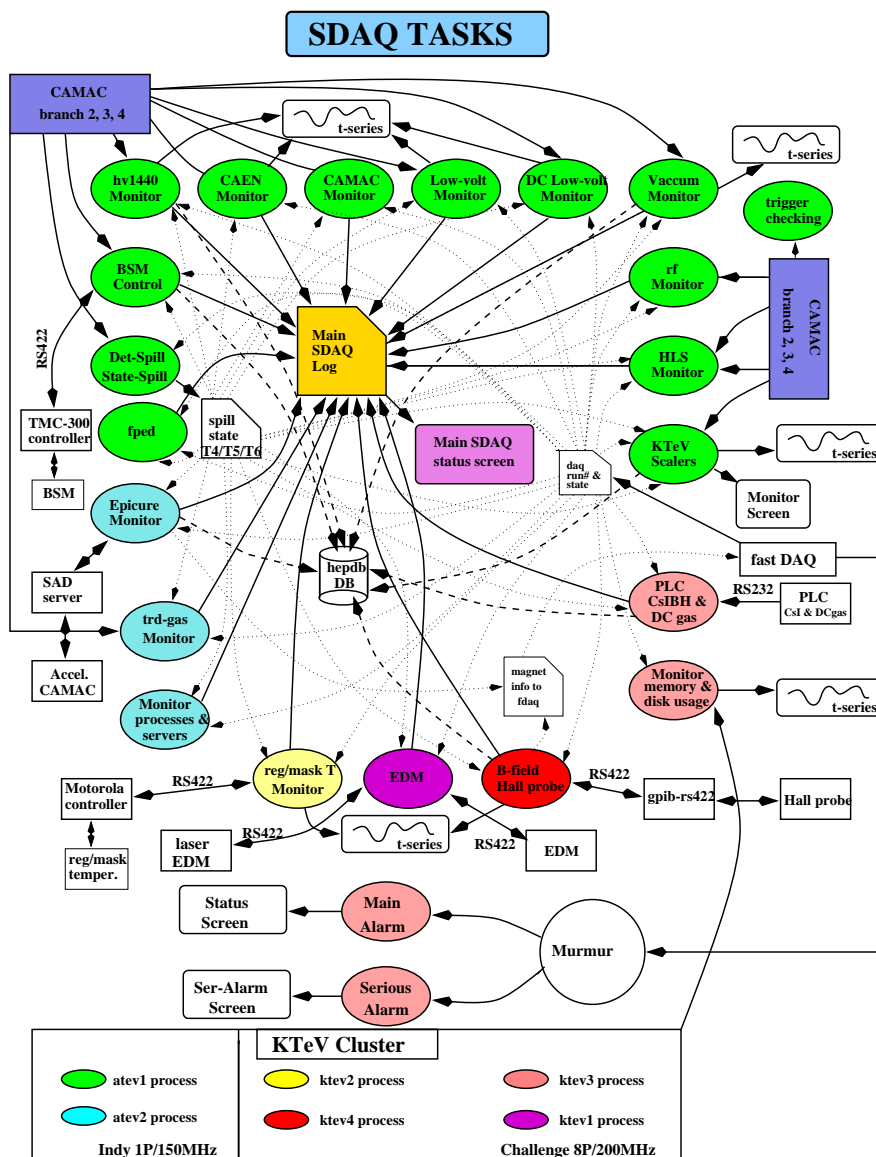 SDAQ TASKS
CAMAC
branch 2, 3, 4
t-series
t-series
hv1440
Monitor
CAEN
Monitor
CAMAC
Monitor
Low-volt
Monitor
DC Low-volt
Monitor
Vaccum
Monitor
trigger
checking
BSM
Control
rf
Monitor
CAMAC
branch 2, 3, 4
RS422
Main
SDAQ
Log
Det-Spill
State-Spill
HLS
Monitor
TMC-300
controller
fped
spill
state
T4/T5/T6
Main SDAQ
status screen
KTeV
Scalers
t-series
daq
run# &
state
BSM
Monitor
Screen
Epicure
Monitor
hepdb
DB
fast DAQ
SAD
server
PLC
CsIBH &
DC gas
RS232
PLC
CsI & DCgas
trd-gas
Monitor
Accel.
CAMAC
magnet
info to
fdaq
Monitor
memory &
disk usage
t-series
Monitor
processes &
servers
Motorola
controller
RS422
reg/mask T
Monitor
EDM
B-field
Hall probe
RS422
gpib-rs422
Hall probe
reg/mask
temper.
laser
EDM
RS422
t-series
RS422
EDM
Status
Screen
Main
Alarm
Murmur
Ser-Alarm
Screen
Serious
Alarm
KTeV Cluster
atev1 process
ktev2 process
ktev3 process
atev2 process
ktev4 process
ktev1 process
Indy 1P/150MHz
Challenge 8P/200MHz